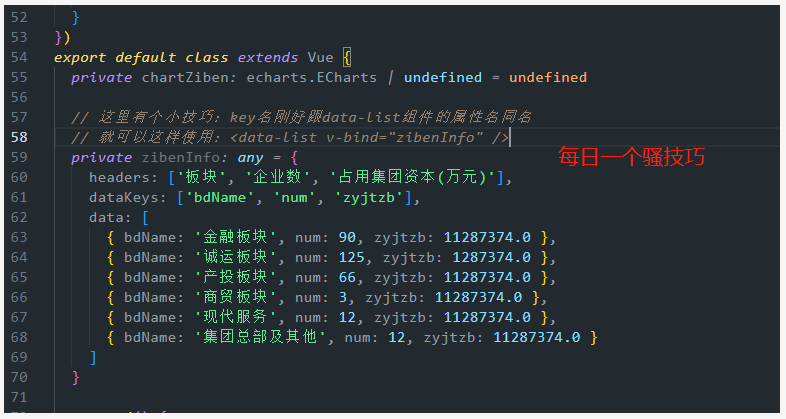 52 }
53 })
54 export default class extends Vue {
55 private chartZiben: echarts.ECharts | undefined = undefined
56
57 // 这里有个小技巧：key名刚好跟data-list组件的属性名同名
58 // 就可以这样使用：<data-list v-bind="zibenInfo" />
每日一个骚技巧
59 private zibenInfo: any = {
60 headers: ['板块', '企业数', '占用集团资本(万元)'],
61 dataKeys: ['bdName', 'num', 'zyjtzb'],
62 data: [
63 { bdName: '金融板块', num: 90, zyjtzb: 11287374.0 },
64 { bdName: '诚运板块', num: 125, zyjtzb: 1287374.0 },
65 { bdName: '产投板块', num: 66, zyjtzb: 11287374.0 },
66 { bdName: '商贸板块', num: 3, zyjtzb: 11287374.0 },
67 { bdName: '现代服务', num: 12, zyjtzb: 11287374.0 },
68 { bdName: '集团总部及其他', num: 12, zyjtzb: 11287374.0 }
69 ]
70 }
71